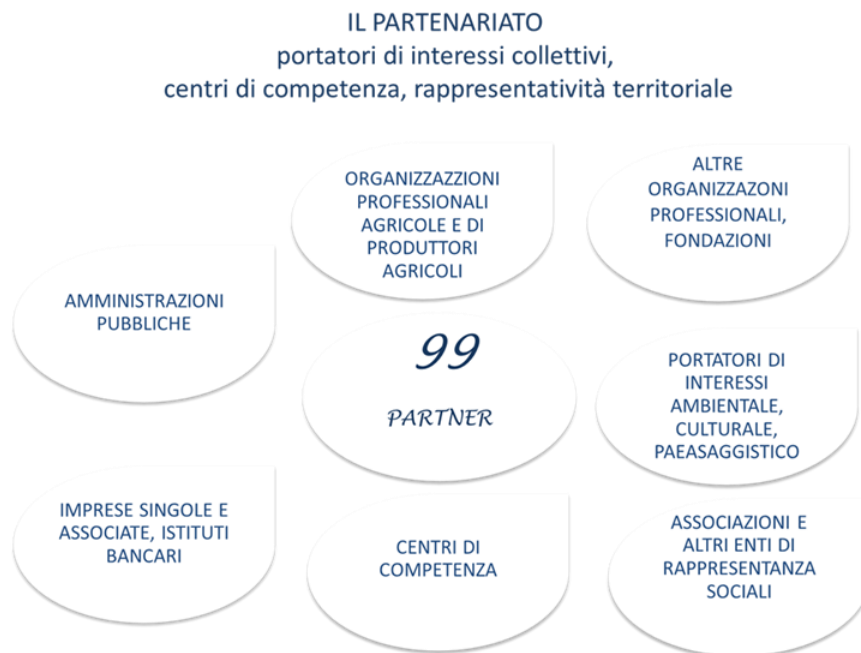 IL PARTENARIATO
portatori di interessi collettivi,
centri di competenza, rappresentatività territoriale
ORGANIZZAZZIONI
PROFESSIONALI
AGRICOLE E DI
PRODUTTORI
AGRICOLI
ALTRE
ORGANIZZAZONI
PROFESSIONALI,
FONDAZIONI
AMMINISTRAZIONI
PUBBLICHE
99
PARTNER
PORTATORI DI
INTERESSI
AMBIENTALE,
CULTURALE,
PAEASAGGISTICO
IMPRESE SINGOLE E
ASSOCIATE, ISTITUTI
BANCARI
CENTRI DI
COMPETENZA
ASSOCIAZIONI E
ALTRI ENTI DI
RAPPRESENTANZA
SOCIALI